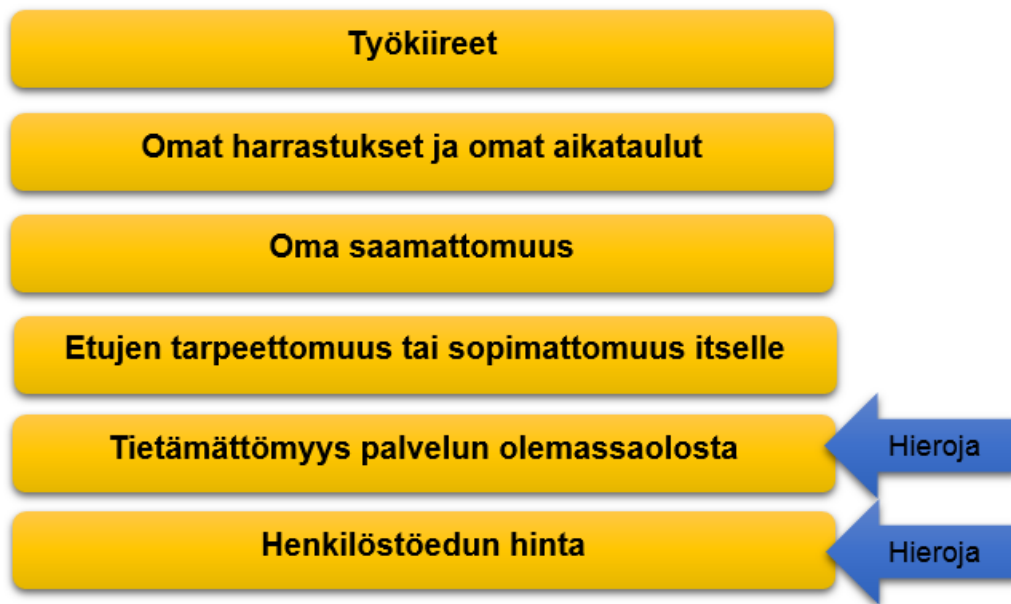 Työkiireet
Omat harrastukset ja omat aikataulut
Oma saamattomuus
Etujen tarpeettomuus tai sopimattomuus itselle
Tietämättömyys palvelun olemassaolosta
Hieroja
Henkilöstöedun hinta
Hieroja